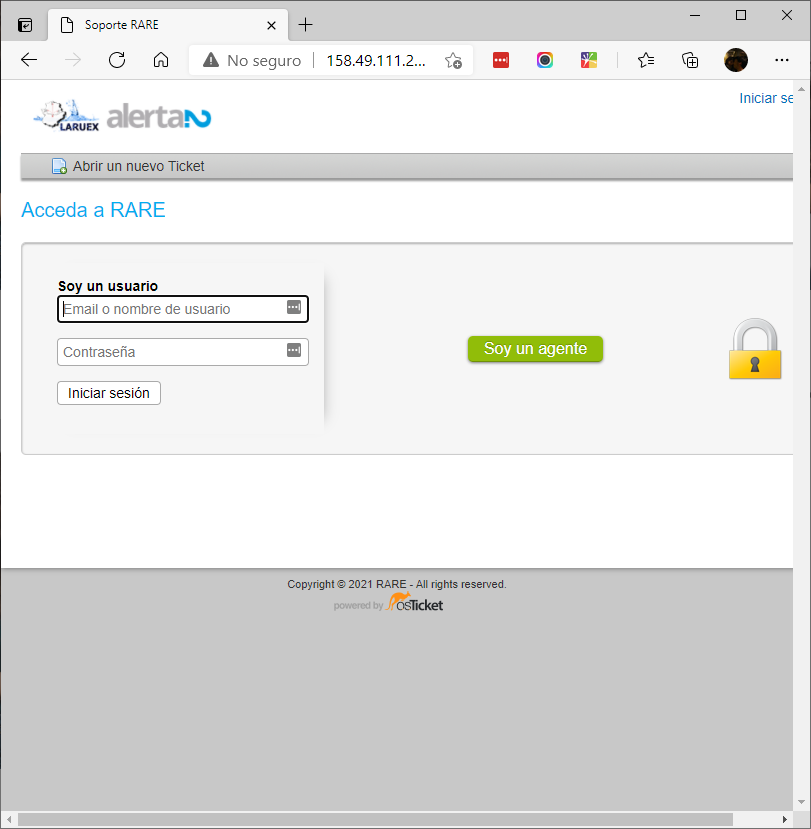 Soporte RARE
No seguro
158.49.111.2...
Iniciar se
LARUEX alerta2
Abrir un nuevo Ticket
Acceda a RARE
Soy un usuario
Email o nombre de usuario
Contraseña
Iniciar sesión
Soy un agente
Copyright © 2021 RARE - All rights reserved.
powered by osTicket